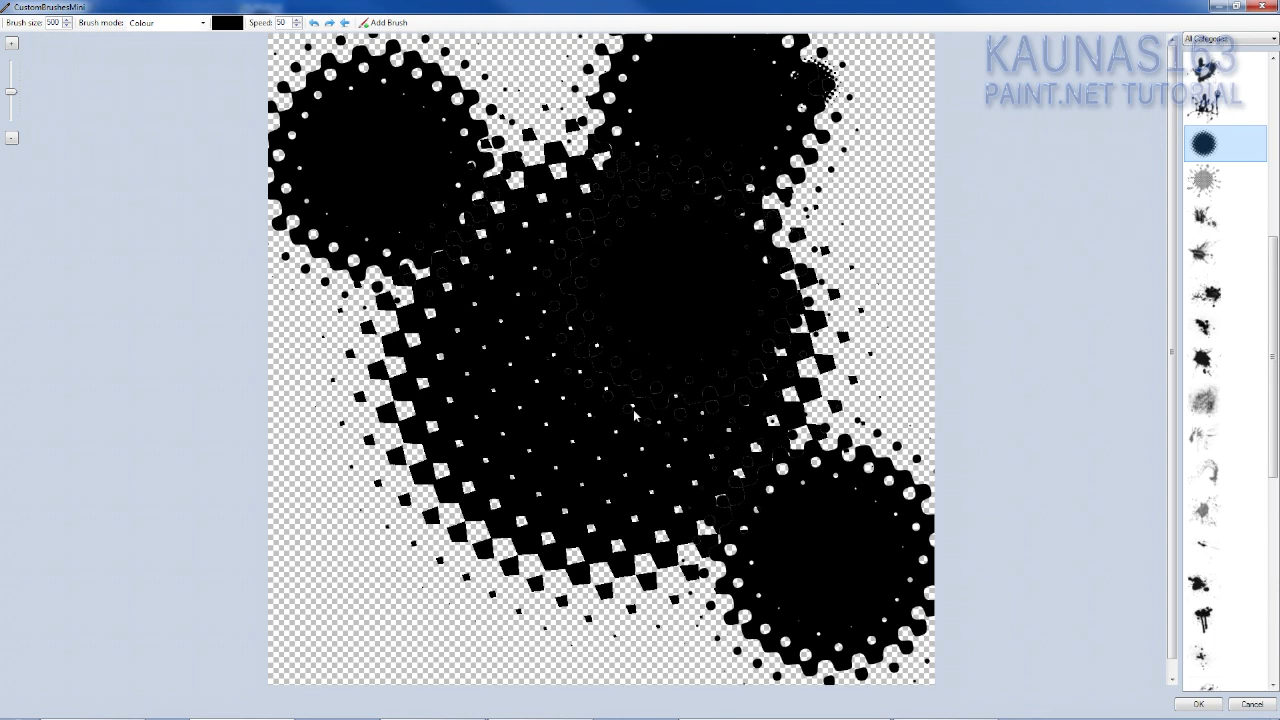 CustomBrushesMini
Brush size: 500 Brush mode: Colour Speed: 50 Add Brush
All Categories
KAUNAS163
PAINT.NET TUTORIAL
OK Cancel